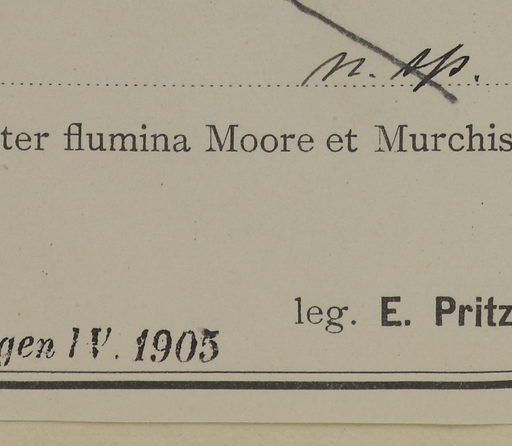 n. sp.
ter flumina Moore et Murchis
leg. E. Pritz
gen IV. 1905